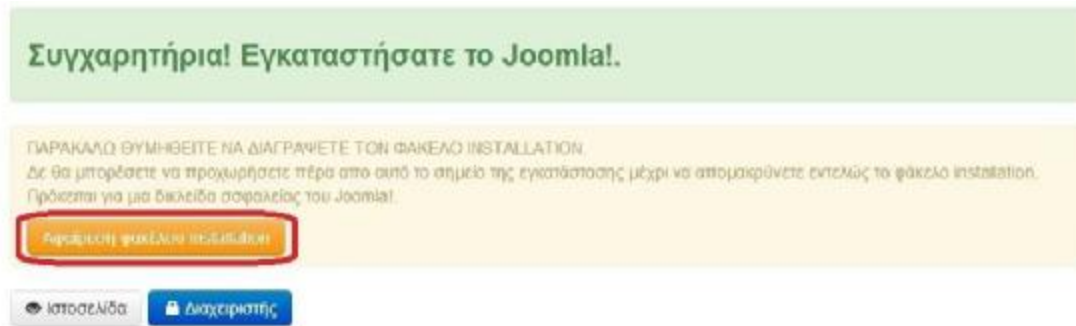 Συγχαρητήρια! Εγκαταστήσατε το Joomla!.
ΠΑΡΑΚΑΛΩ ΘΥΜΗΘΕΙΤΕ ΝΑ ΔΙΑΓΡΑΨΕΤΕ ΤΟΝ ΦΑΚΕΛΟ INSTALLATION.
Δε θα μπορέσετε να προχωρήσετε πέρα απο αυτό το σημείο της εγκατάστασης μέχρι να απομακρύνετε εντελώς το φάκελο installation.
Πρόκειται για μια δικλείδα ασφαλείας του Joomla!.
Αφαίρεση φακέλου installation
Ιστοσελίδα Διαχειριστής